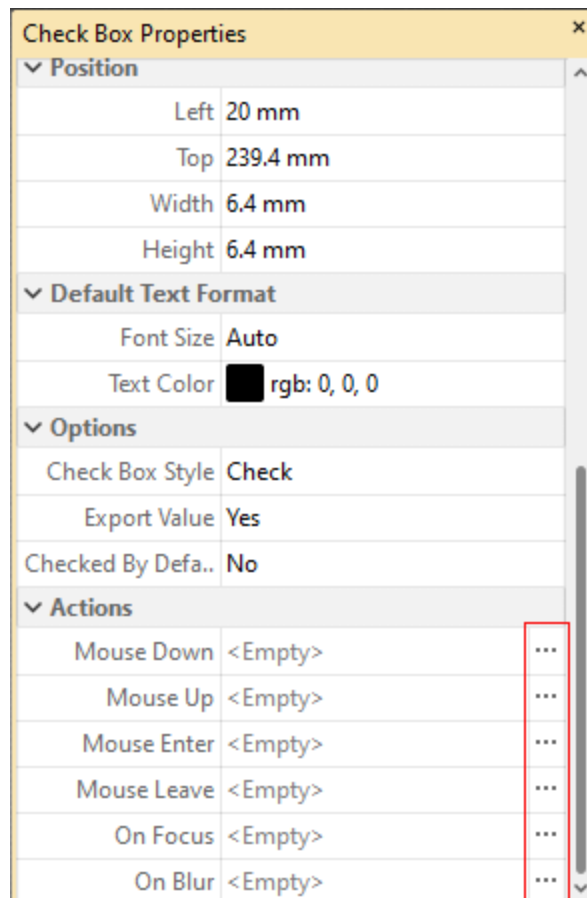 Check Box Properties
Position
Left 20 mm
Top 239.4 mm
Width 6.4 mm
Height 6.4 mm
Default Text Format
Font Size Auto
Text Color rgb: 0, 0, 0
Options
Check Box Style Check
Export Value Yes
Checked By Defa.. No
Actions
Mouse Down <Empty> ...
Mouse Up <Empty> ...
Mouse Enter <Empty> ...
Mouse Leave <Empty> ...
On Focus <Empty> ...
On Blur <Empty> ...